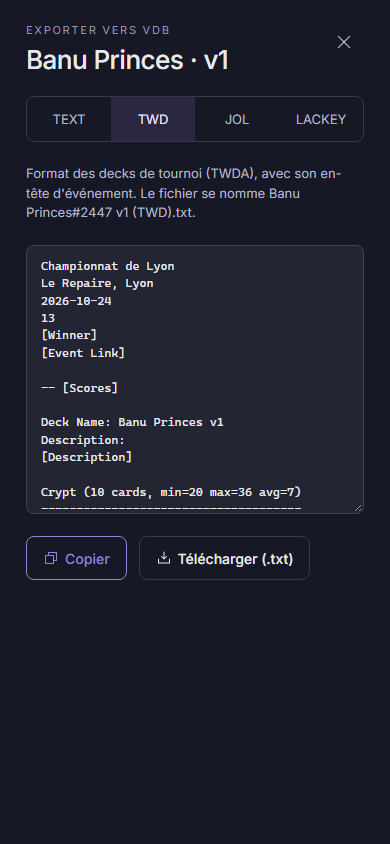 EXPORTER VERS VDB
Banu Princes · v1
TEXT
TWD
JOL
LACKEY
Format des decks de tournoi (TWDA), avec son en-
tête d'événement. Le fichier se nomme Banu
Princes#2447 v1 (TWD).txt.
Championnat de Lyon
Le Repaire, Lyon
2026-10-24
13
[Winner]
[Event Link]
-- [Scores]
Deck Name: Banu Princes v1
Description:
[Description]
Crypt (10 cards, min=20 max=36 avg=7)
-------------------------------------
Copier
Télécharger (.txt)